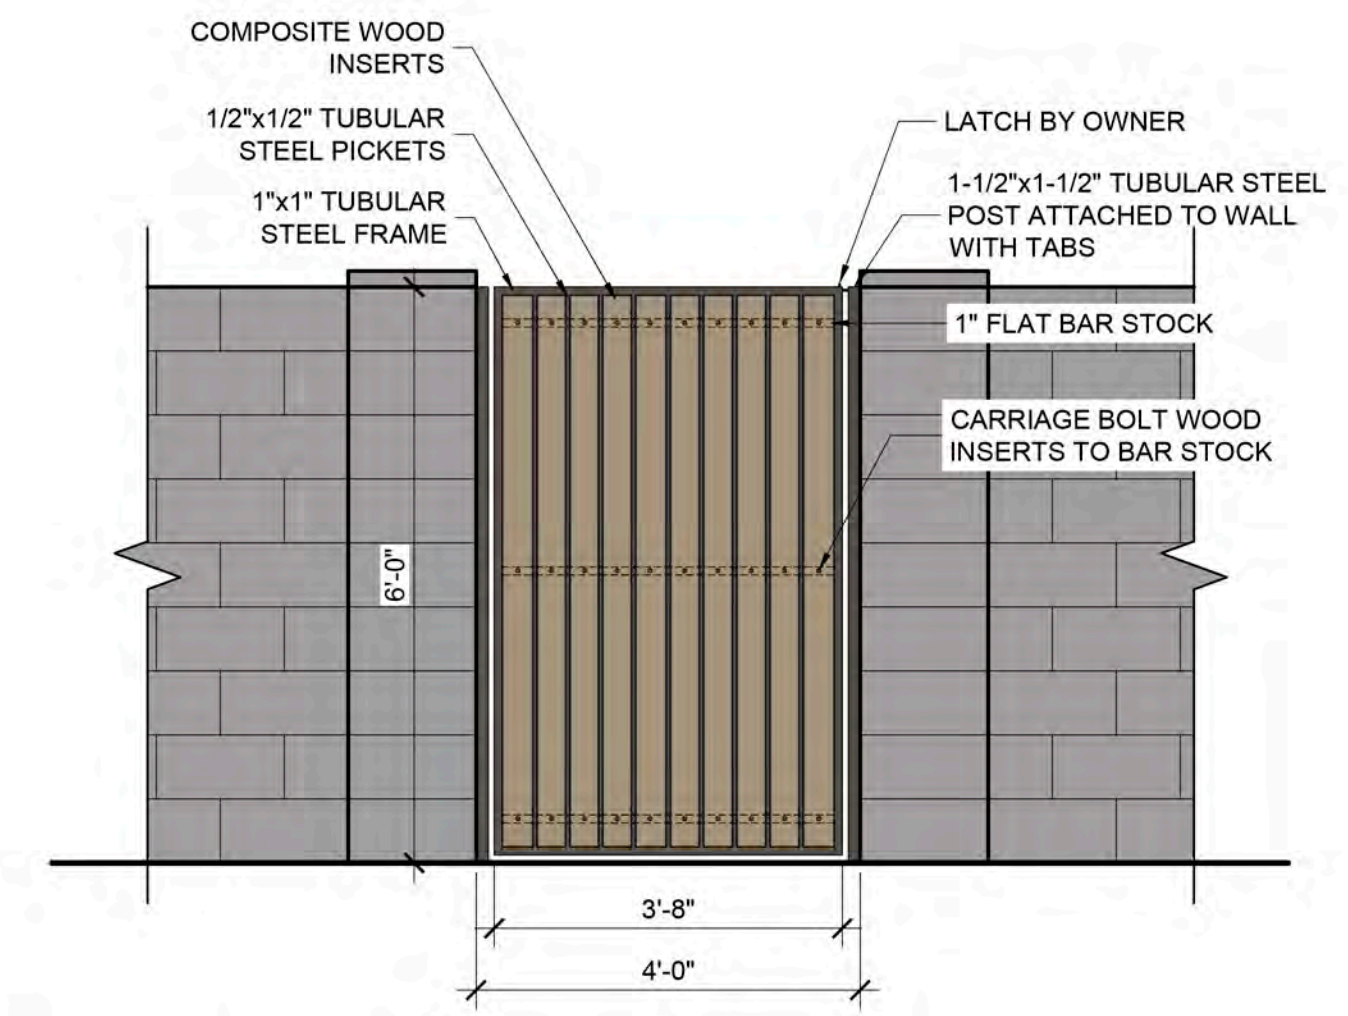 COMPOSITE WOOD
INSERTS
1/2"x1/2" TUBULAR
STEEL PICKETS
1"x1" TUBULAR
STEEL FRAME
LATCH BY OWNER
1-1/2"x1-1/2" TUBULAR STEEL
POST ATTACHED TO WALL
WITH TABS
1" FLAT BAR STOCK
CARRIAGE BOLT WOOD
INSERTS TO BAR STOCK
6'-0"
3'-8"
4'-0"